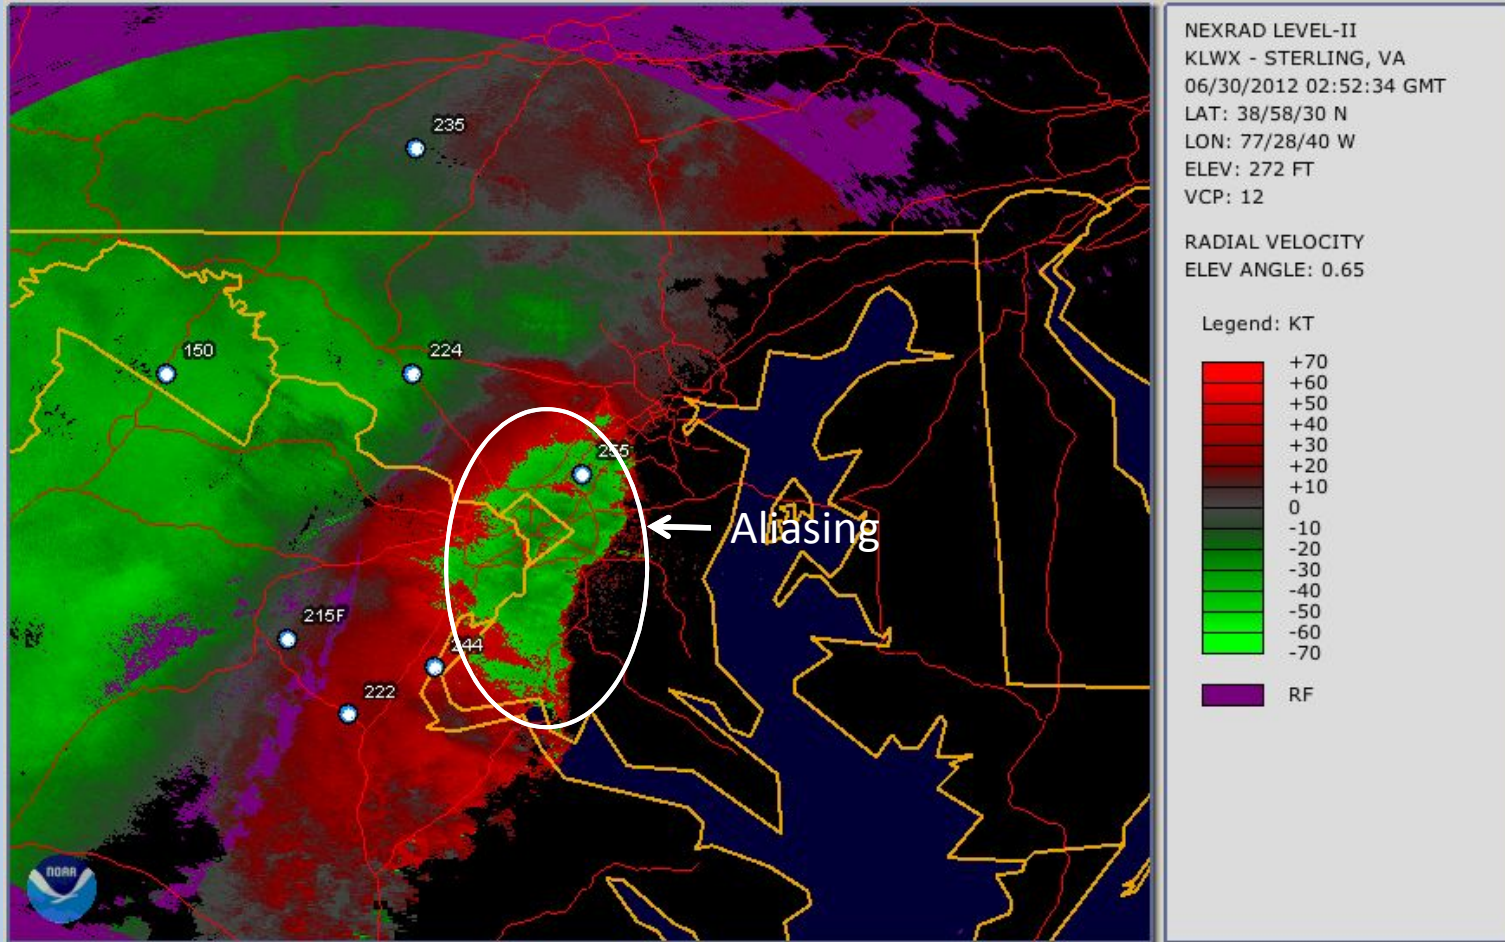 NEXRAD LEVEL-II
KLWX - STERLING, VA
06/30/2012 02:52:34 GMT
LAT: 38/58/30 N
LON: 77/28/40 W
ELEV: 272 FT
VCP: 12
RADIAL VELOCITY
ELEV ANGLE: 0.65
Legend: KT
+70
+60
+50
+40
+30
+20
+10
0
-10
-20
-30
-40
-50
-60
-70
RF
235
150
224
255
Aliasing
215F
244
222
NOAA